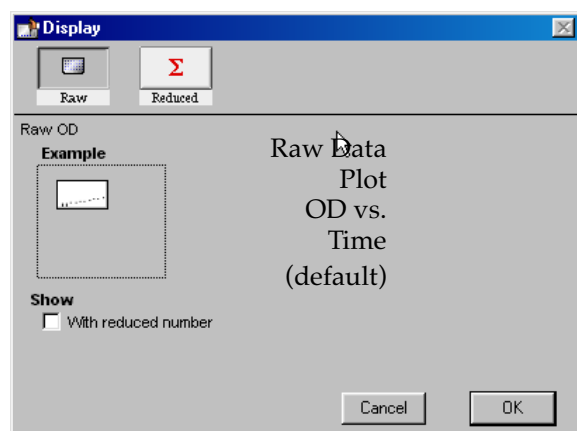 Display
Raw
Σ
Reduced
Raw OD
Example
Raw Data
Plot
OD vs.
Time
(default)
Show
With reduced number
Cancel
OK